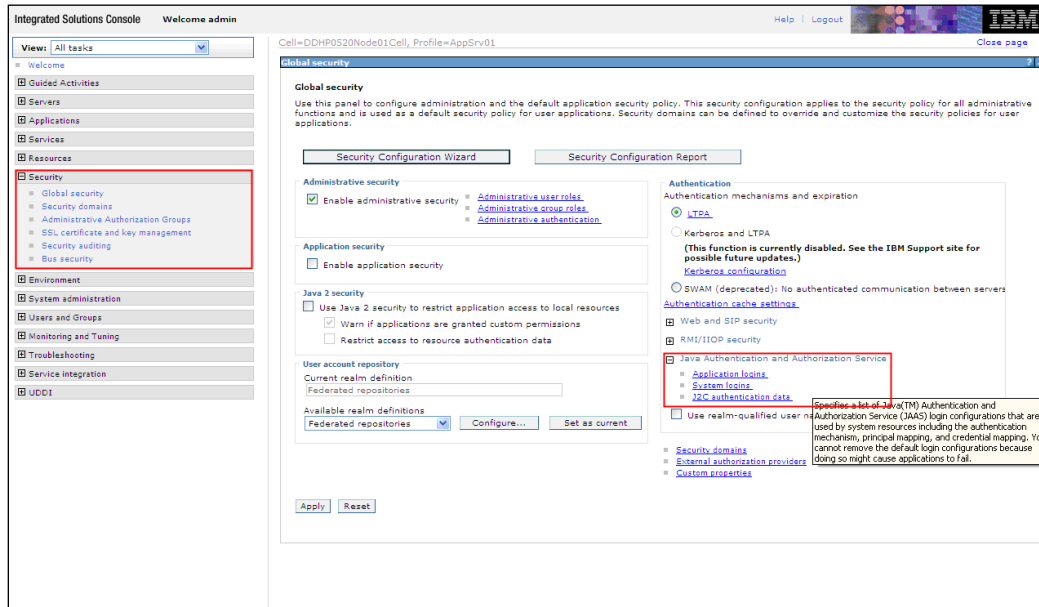 Integrated Solutions Console Welcome admin
Help | Logout
IBM
View: All tasks
Welcome
Guided Activities
Servers
Applications
Services
Resources
Security
Global security
Security domains
Administrative Authorization Groups
SSL certificate and key management
Security auditing
Bus security
Environment
System administration
Users and Groups
Monitoring and Tuning
Troubleshooting
Service integration
UDDI
Cell=DDHP0520Node01Cell, Profile=AppSrv01
Close page
Global security
?
Global security
Use this panel to configure administration and the default application security policy. This security configuration applies to the security policy for all administrative
functions and is used as a default security policy for user applications. Security domains can be defined to override and customize the security policies for user
applications.
Security Configuration Wizard
Security Configuration Report
Administrative security
Enable administrative security
Administrative user roles
Administrative group roles
Administrative authentication
Application security
Enable application security
Java 2 security
Use Java 2 security to restrict application access to local resources
Warn if applications are granted custom permissions
Restrict access to resource authentication data
User account repository
Current realm definition
Federated repositories
Available realm definitions
Federated repositories
Configure...
Set as current
Authentication
Authentication mechanisms and expiration
LTPA
Kerberos and LTPA
(This function is currently disabled. See the IBM Support site for
possible future updates.)
Kerberos configuration
SWAM (deprecated): No authenticated communication between servers
Authentication cache settings
Web and SIP security
RMI/IIOP security
Java Authentication and Authorization Service
Application logins
System logins
J2C authentication data
Use realm-qualified user
Specifies a list of Java(TM) Authentication and
Authorization Service (JAAS) login configurations that are
used by system resources including the authentication
mechanism, principal mapping, and credential mapping.
cannot remove the default login configurations because
doing so might cause applications to fail.
Security domains
External authorization providers
Custom properties
Apply
Reset